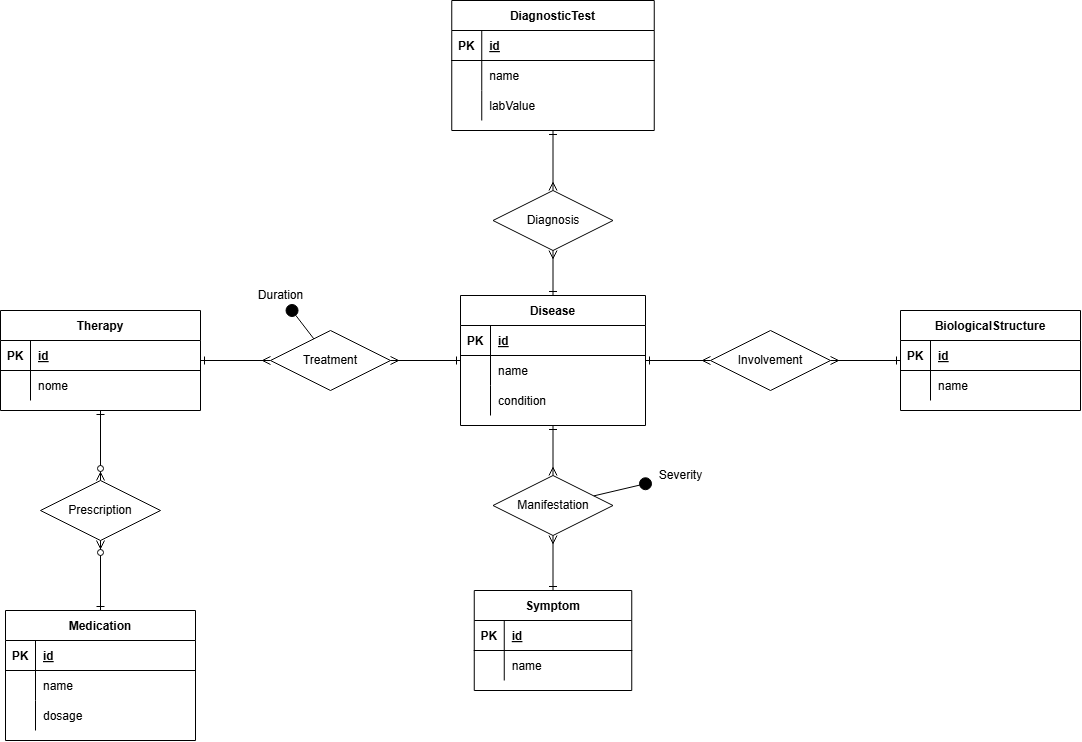 DiagnosticTest
PK id
name
labValue
Diagnosis
Duration
Therapy
PK id
nome
Treatment
Disease
PK id
name
condition
Involvement
BiologicalStructure
PK id
name
Severity
Prescription
Manifestation
Medication
PK id
name
dosage
Symptom
PK id
name